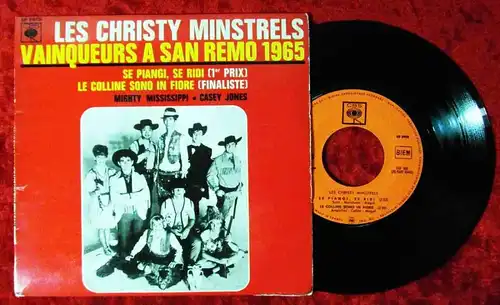 LES CHRISTY MINSTRELS
VAINQUEURS A SAN REMO 1965
SE PIANGI, SE RIDI (1er PRIX)
LE COLLINE SONO IN FIORE (FINALISTE)
MIGHTY MISSISSIPPI • CASEY JONES
CBS
BIEM
LES CHRISTY MINSTRELS
SE PIANGI, SE RIDI
LE COLLINE SONO IN FIORE